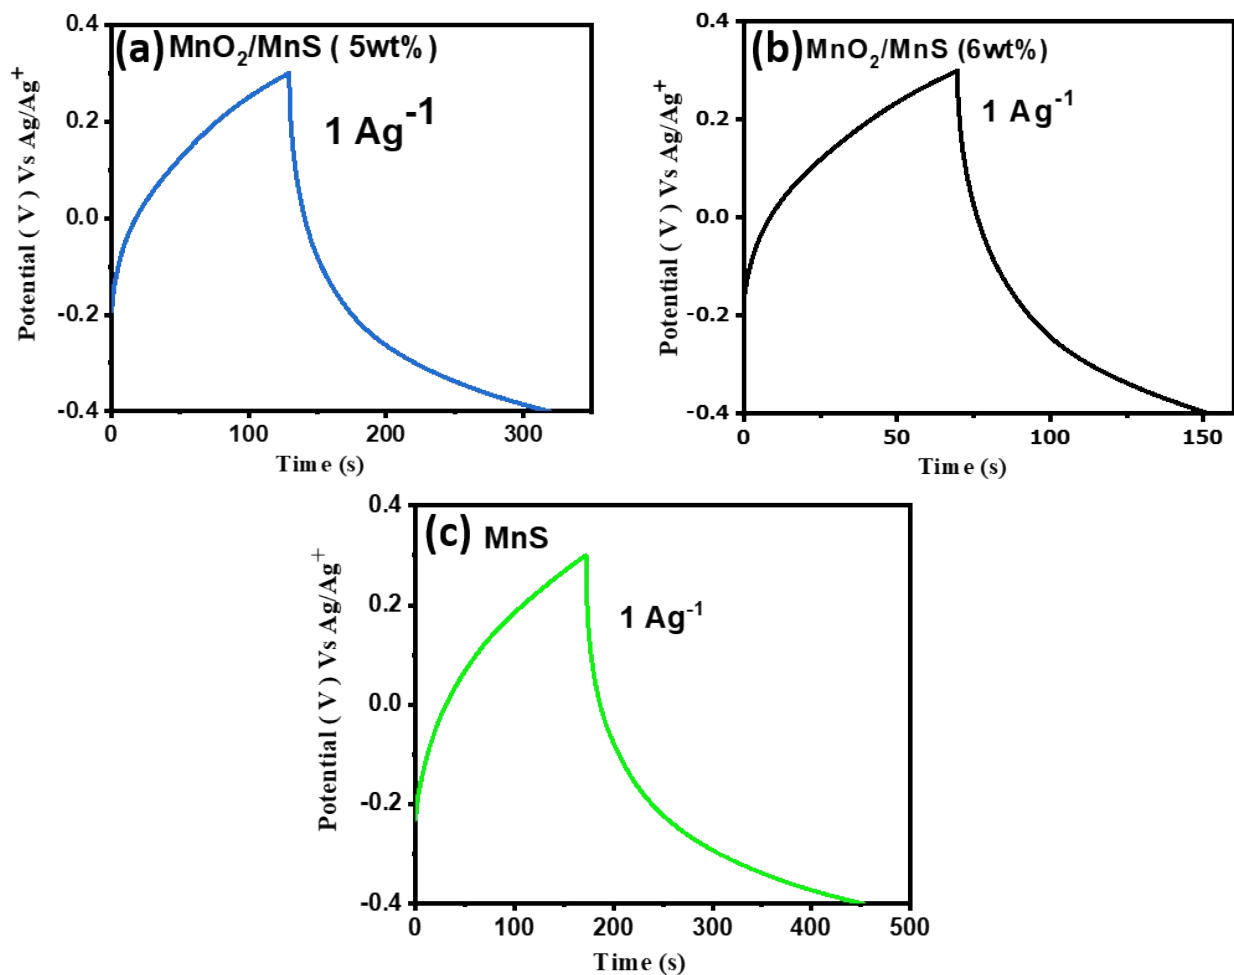 (a) MnO₂/MnS ( 5wt%)
1 Ag⁻¹
Potential ( V ) Vs Ag/Ag⁺
0.4
0.2
0.0
-0.2
-0.4
0 100 200 300
Time (s)
(b) MnO₂/MnS (6wt%)
1 Ag⁻¹
Potential ( V ) Vs Ag/Ag⁺
0.4
0.2
0.0
-0.2
-0.4
0 50 100 150
Time (s)
(c) MnS
1 Ag⁻¹
Potential ( V ) Vs Ag/Ag⁺
0.4
0.2
0.0
-0.2
-0.4
0 100 200 300 400 500
Time (s)